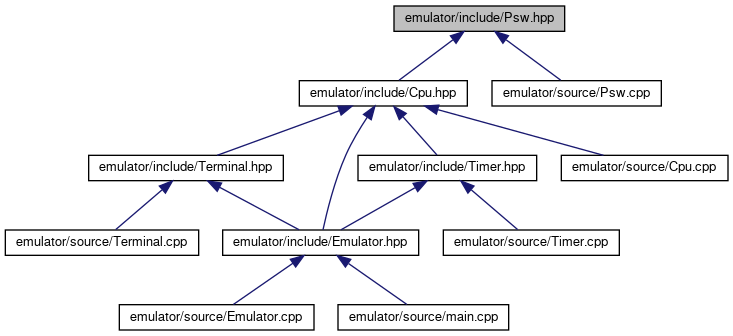 emulator/include/Psw.hpp
emulator/include/Cpu.hpp
emulator/source/Psw.cpp
emulator/include/Terminal.hpp
emulator/include/Timer.hpp
emulator/source/Cpu.cpp
emulator/source/Terminal.cpp
emulator/include/Emulator.hpp
emulator/source/Timer.cpp
emulator/source/Emulator.cpp
emulator/source/main.cpp